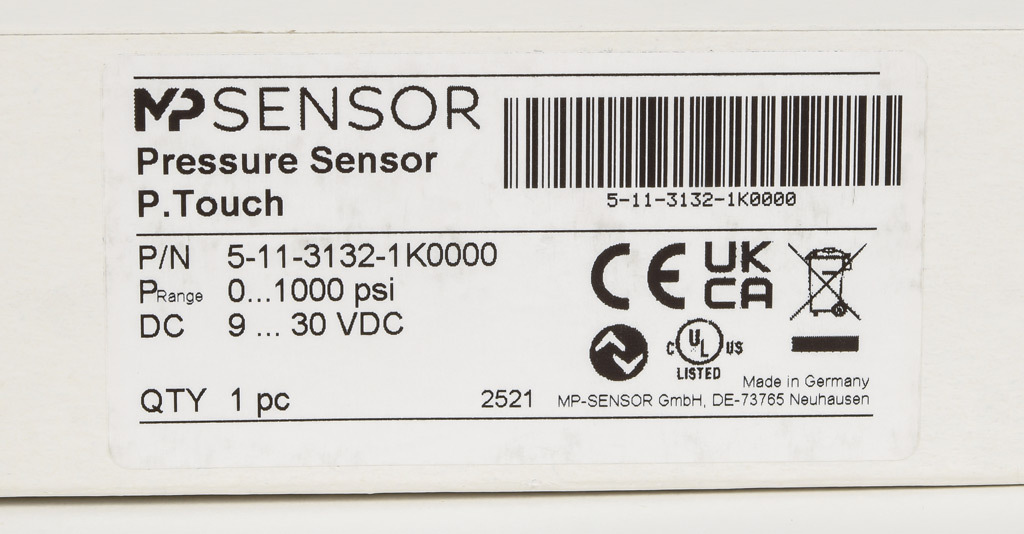 MP SENSOR
Pressure Sensor
P.Touch
5-11-3132-1K0000
P/N 5-11-3132-1K0000
PRange 0...1000 psi
DC 9 ... 30 VDC
CE UK CA
C UL US
LISTED
Made in Germany
QTY 1 pc 2521 MP-SENSOR GmbH, DE-73765 Neuhausen